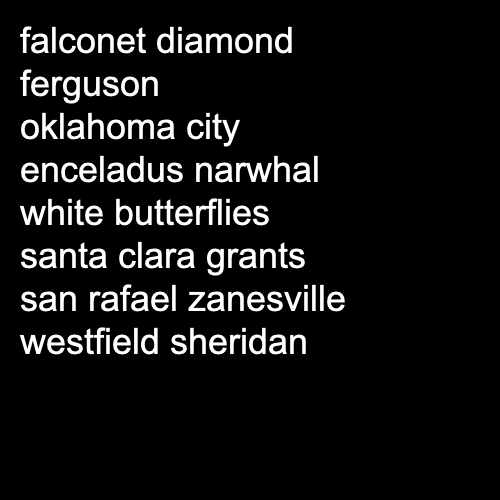 falconet diamond
ferguson
oklahoma city
enceladus narwhal
white butterflies
santa clara grants
san rafael zanesville
westfield sheridan